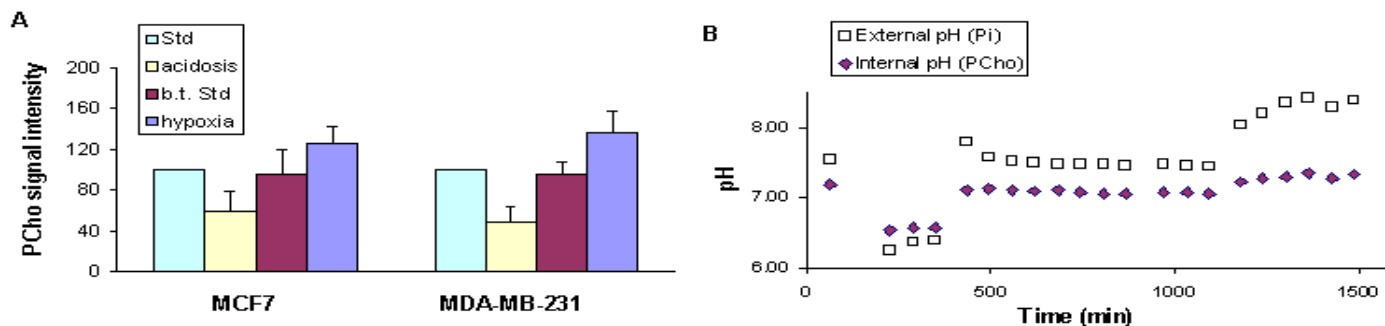 A
Std
acidosis
b.t. Std
hypoxia
PCho signal intensity
200
160
120
80
40
0
MCF7
MDA-MB-231
B
External pH (Pi)
Internal pH (PCho)
pH
8.00
7.00
6.00
0
500
1000
1500
Time (min)